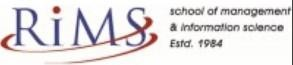 RiMS
school of management
& information science
Estd. 1984